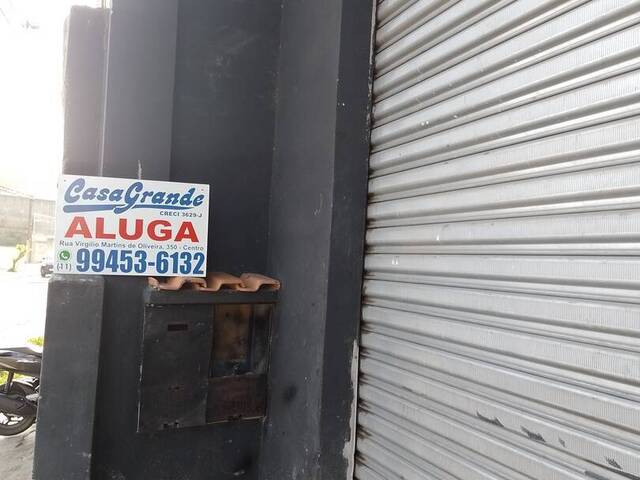 CasaGrande
CRECI 3629-J
ALUGA
Rua Virgílio Martins de Oliveira, 350 - Centro
(11) 99453-6132